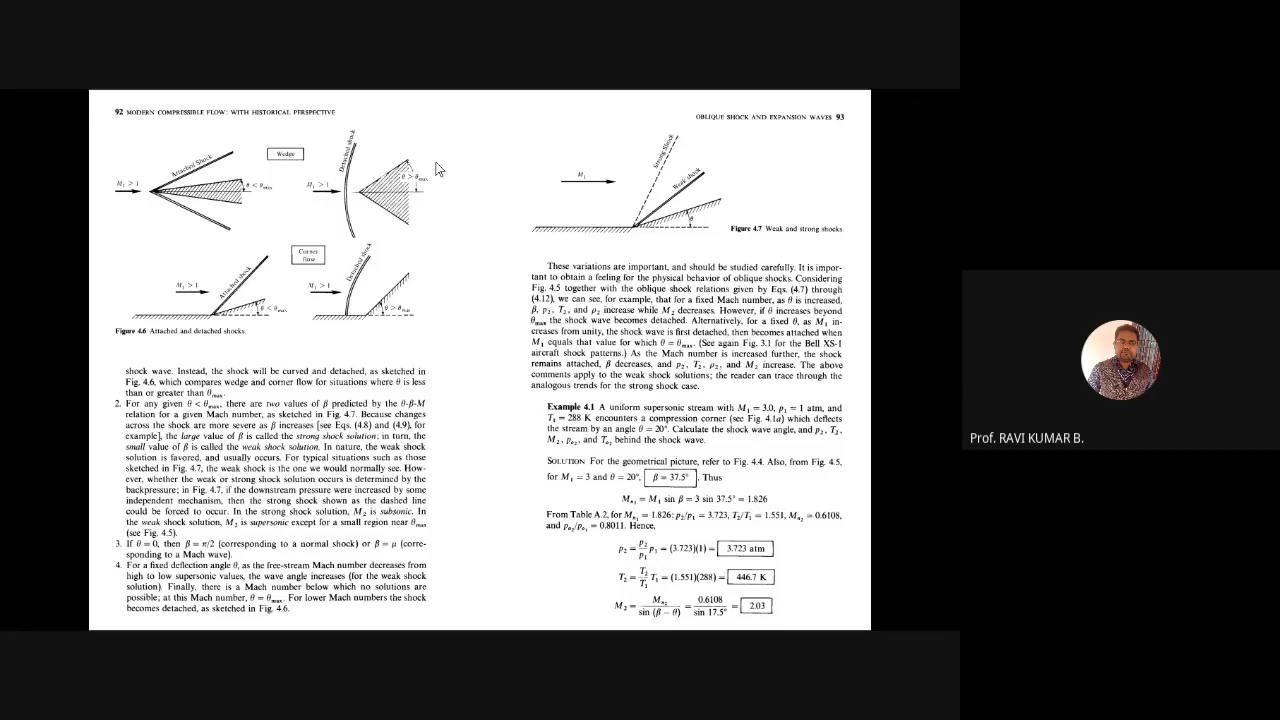 92 MODERN COMPRESSIBLE FLOW: WITH HISTORICAL PERSPECTIVE
Wedge
Attached Shock
M₁ > 1
θ < θmax
Detached shock
M₁ > 1
θ > θmax
Corner
flow
Attached shock
M₁ > 1
θ < θmax
Detached shock
M₁ > 1
θ > θmax
Figure 4.6 Attached and detached shocks.
shock wave. Instead, the shock will be curved and detached, as sketched in
Fig. 4.6, which compares wedge and corner flow for situations where θ is less
than or greater than θmax.
2. For any given θ < θmax, there are two values of β predicted by the θ-β-M
relation for a given Mach number, as sketched in Fig. 4.7. Because changes
across the shock are more severe as β increases [see Eqs. (4.8) and (4.9), for
example], the large value of β is called the strong shock solution; in turn, the
small value of β is called the weak shock solution. In nature, the weak shock
solution is favored, and usually occurs. For typical situations such as those
sketched in Fig. 4.7, the weak shock is the one we would normally see. How-
ever, whether the weak or strong shock solution occurs is determined by the
backpressure; in Fig. 4.7, if the downstream pressure were increased by some
independent mechanism, then the strong shock shown as the dashed line
could be forced to occur. In the strong shock solution, M₂ is subsonic. In
the weak shock solution, M₂ is supersonic except for a small region near θmax
(see Fig. 4.5).
3. If θ = 0, then β = π/2 (corresponding to a normal shock) or β = μ (corre-
sponding to a Mach wave).
4. For a fixed deflection angle θ, as the free-stream Mach number decreases from
high to low supersonic values, the wave angle increases (for the weak shock
solution). Finally, there is a Mach number below which no solutions are
possible; at this Mach number, θ = θmax. For lower Mach numbers the shock
becomes detached, as sketched in Fig. 4.6.
OBLIQUE SHOCK AND EXPANSION WAVES 93
M₁
Strong Shock
Weak shock
θ
Figure 4.7 Weak and strong shocks.
These variations are important, and should be studied carefully. It is impor-
tant to obtain a feeling for the physical behavior of oblique shocks. Considering
Fig. 4.5 together with the oblique shock relations given by Eqs. (4.7) through
(4.12), we can see, for example, that for a fixed Mach number, as θ is increased,
β, p₂, T₂, and ρ₂ increase while M₂ decreases. However, if θ increases beyond
θmax the shock wave becomes detached. Alternatively, for a fixed θ, as M₁ in-
creases from unity, the shock wave is first detached, then becomes attached when
M₁ equals that value for which θ = θmax. (See again Fig. 3.1 for the Bell XS-1
aircraft shock patterns.) As the Mach number is increased further, the shock
remains attached, β decreases, and p₂, T₂, ρ₂, and M₂ increase. The above
comments apply to the weak shock solutions; the reader can trace through the
analogous trends for the strong shock case.
Example 4.1 A uniform supersonic stream with M₁ = 3.0, p₁ = 1 atm, and
T₁ = 288 K encounters a compression corner (see Fig. 4.1a) which deflects
the stream by an angle θ = 20°. Calculate the shock wave angle, and p₂, T₂,
M₂, po₂, and To₂ behind the shock wave.
SOLUTION For the geometrical picture, refer to Fig. 4.4. Also, from Fig. 4.5,
for M₁ = 3 and θ = 20°, β = 37.5°. Thus
Mn₁ = M₁ sin β = 3 sin 37.5° = 1.826
From Table A.2, for Mn₁ = 1.826: p₂/p₁ = 3.723, T₂/T₁ = 1.551, Mn₂ = 0.6108,
and po₂/po₁ = 0.8011. Hence,
p₂ = p₂/p₁ p₁ = (3.723)(1) = 3.723 atm
T₂ = T₂/T₁ T₁ = (1.551)(288) = 446.7 K
M₂ = Mn₂/sin (β − θ) = 0.6108/sin 17.5° = 2.03
Prof. RAVI KUMAR B.